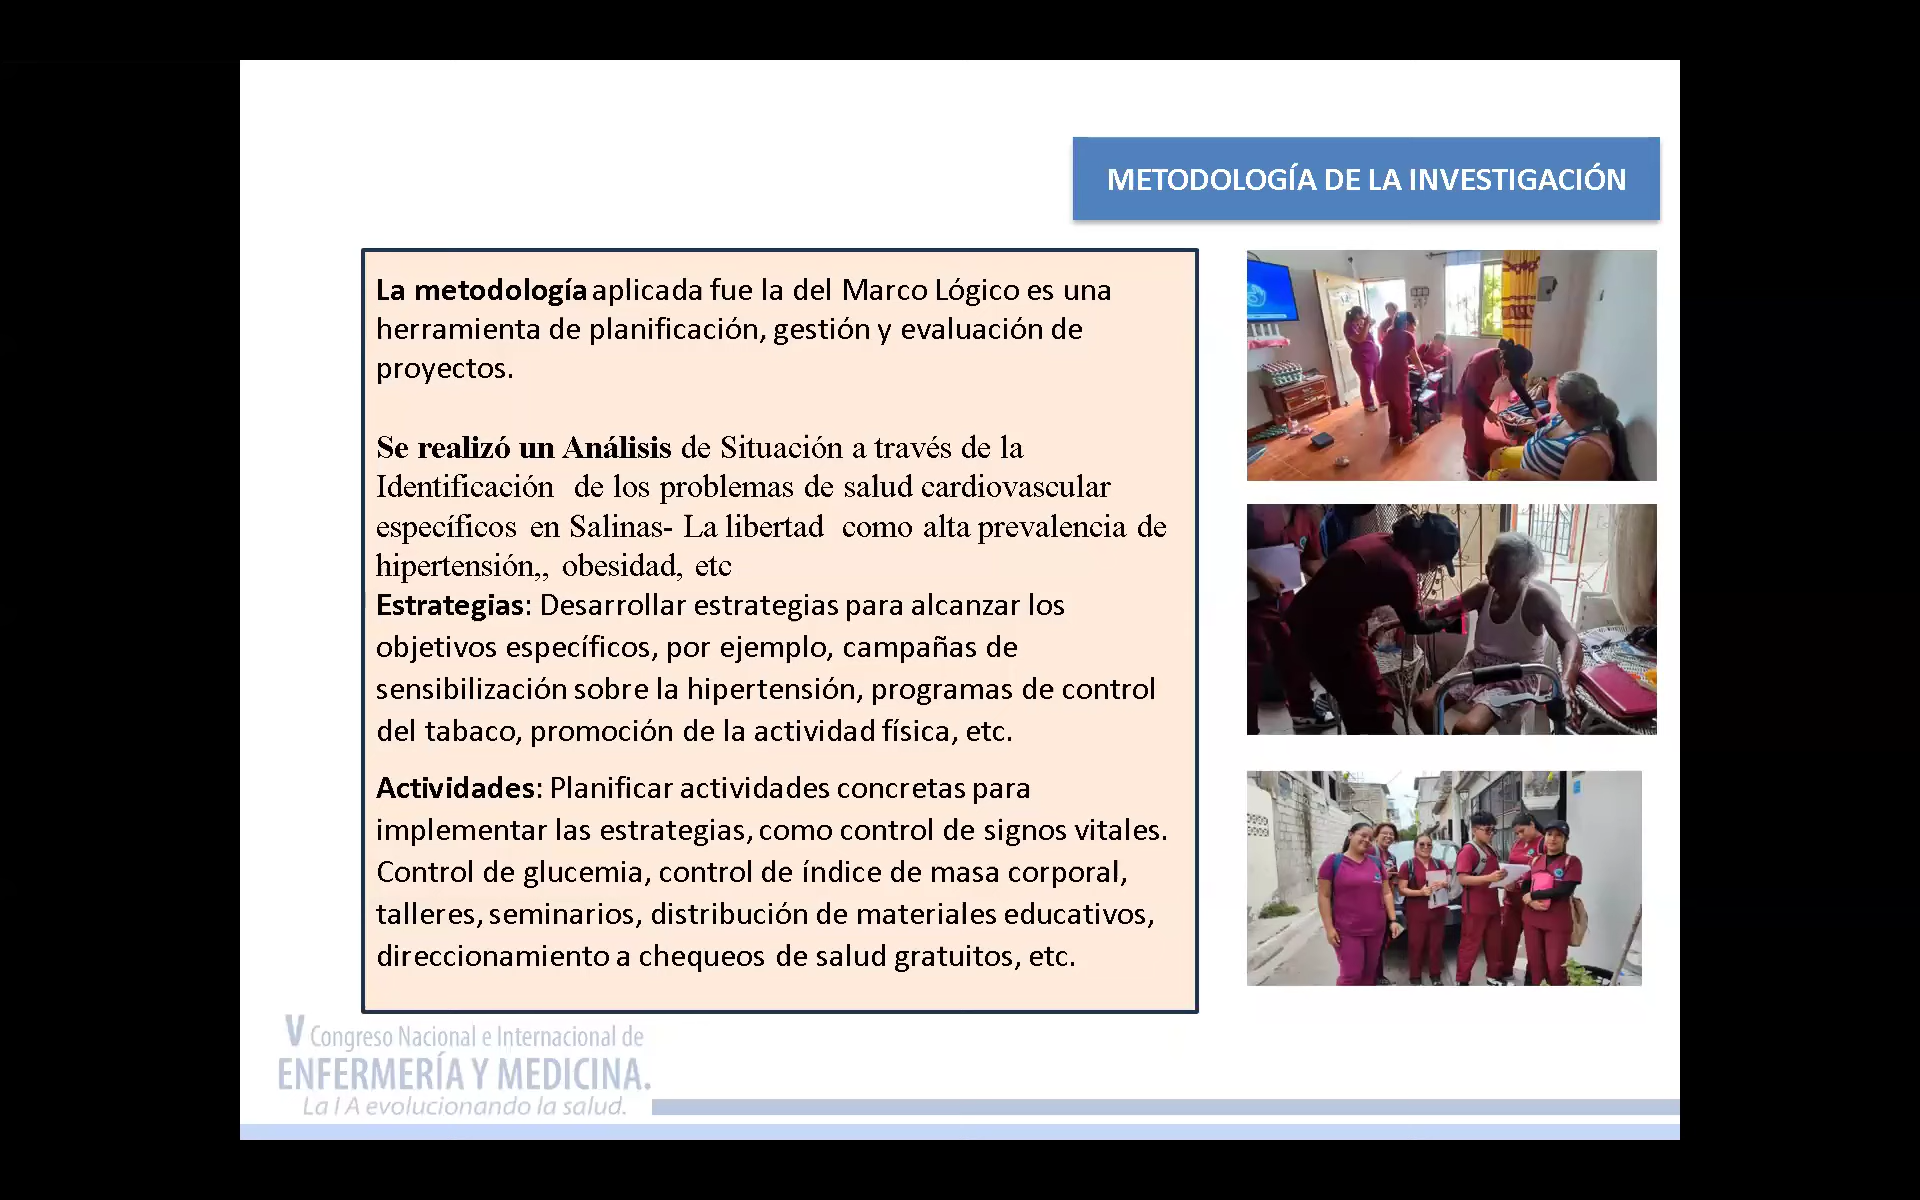 METODOLOGÍA DE LA INVESTIGACIÓN
La metodología aplicada fue la del Marco Lógico es una
herramienta de planificación, gestión y evaluación de
proyectos.
Se realizó un Análisis de Situación a través de la
Identificación de los problemas de salud cardiovascular
específicos en Salinas- La libertad como alta prevalencia de
hipertensión,, obesidad, etc
Estrategias: Desarrollar estrategias para alcanzar los
objetivos específicos, por ejemplo, campañas de
sensibilización sobre la hipertensión, programas de control
del tabaco, promoción de la actividad física, etc.
Actividades: Planificar actividades concretas para
implementar las estrategias, como control de signos vitales.
Control de glucemia, control de índice de masa corporal,
talleres, seminarios, distribución de materiales educativos,
direccionamiento a chequeos de salud gratuitos, etc.
V Congreso Nacional e Internacional de
ENFERMERÍA Y MEDICINA.
La I A evolucionando la salud.